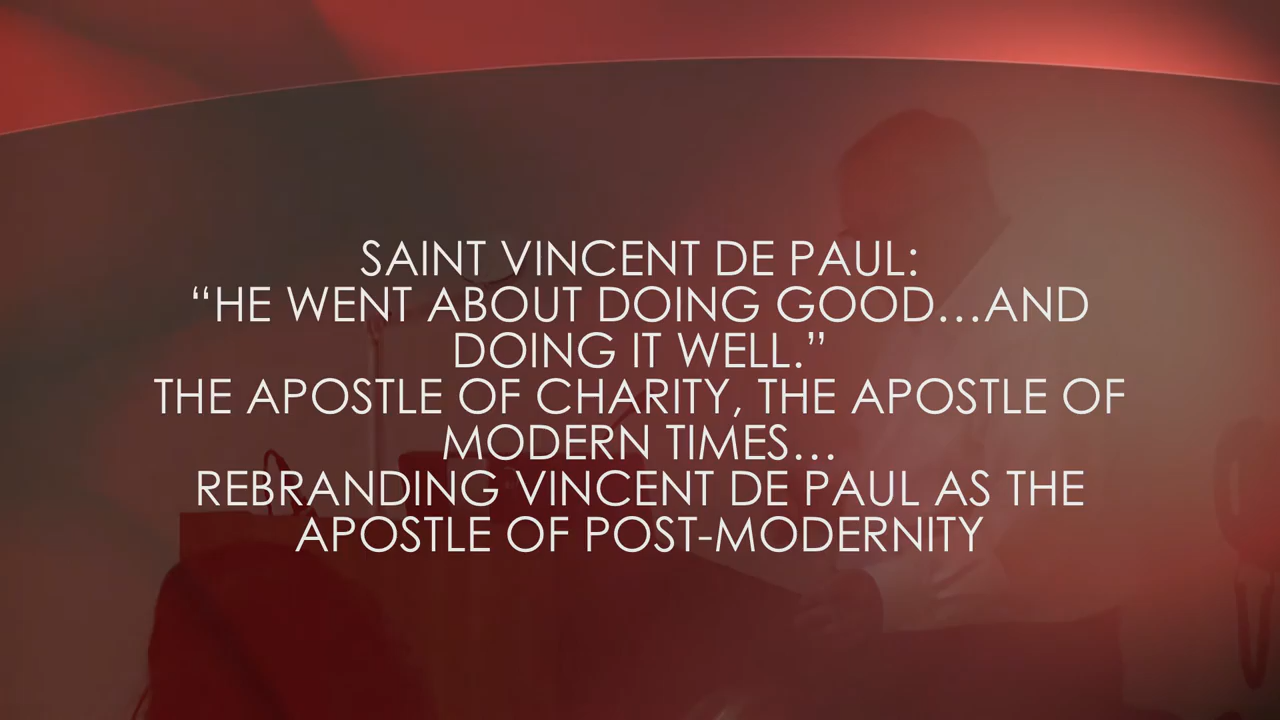 SAINT VINCENT DE PAUL:
“HE WENT ABOUT DOING GOOD…AND
DOING IT WELL.”
THE APOSTLE OF CHARITY, THE APOSTLE OF
MODERN TIMES…
REBRANDING VINCENT DE PAUL AS THE
APOSTLE OF POST-MODERNITY